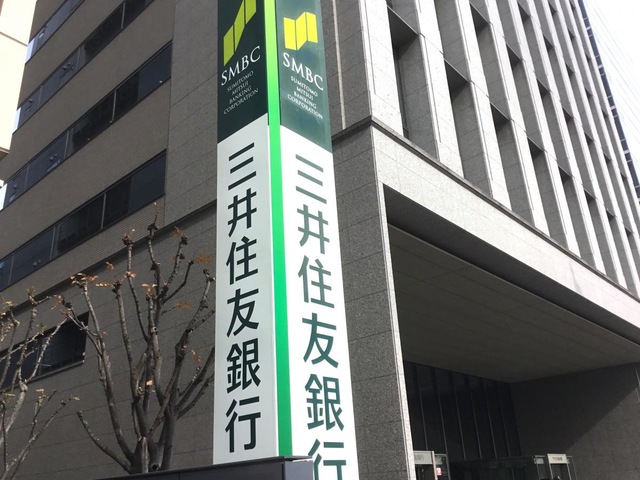 SMBC
SUMITOMO
MITSUI
BANKING
CORPORATION
三井住友銀行
SMBC
SUMITOMO
MITSUI
BANKING
CORPORATION
三井住友銀行